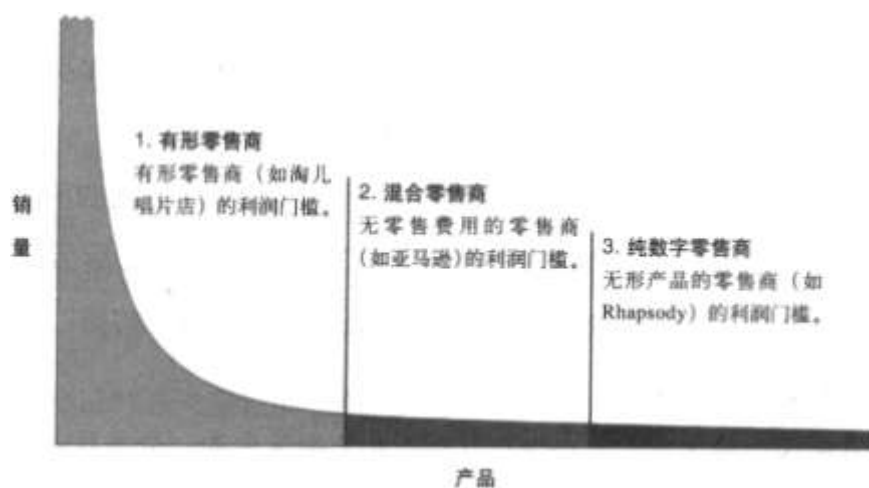 1. 有形零售商
有形零售商（如淘儿
唱片店）的利润门槛。
2. 混合零售商
无零售费用的零售商
(如亚马逊)的利润门槛。
3. 纯数字零售商
无形产品的零售商（如
Rhapsody）的利润门槛。
销
量
产品